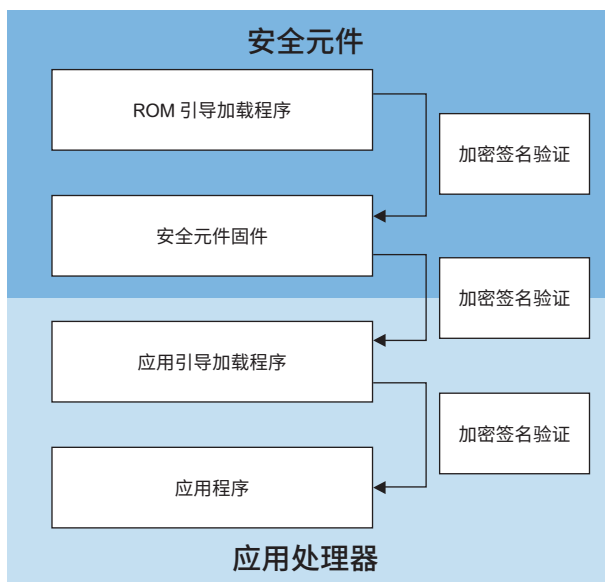 安全元件
ROM 引导加载程序
加密签名验证
安全元件固件
加密签名验证
应用引导加载程序
加密签名验证
应用程序
应用处理器